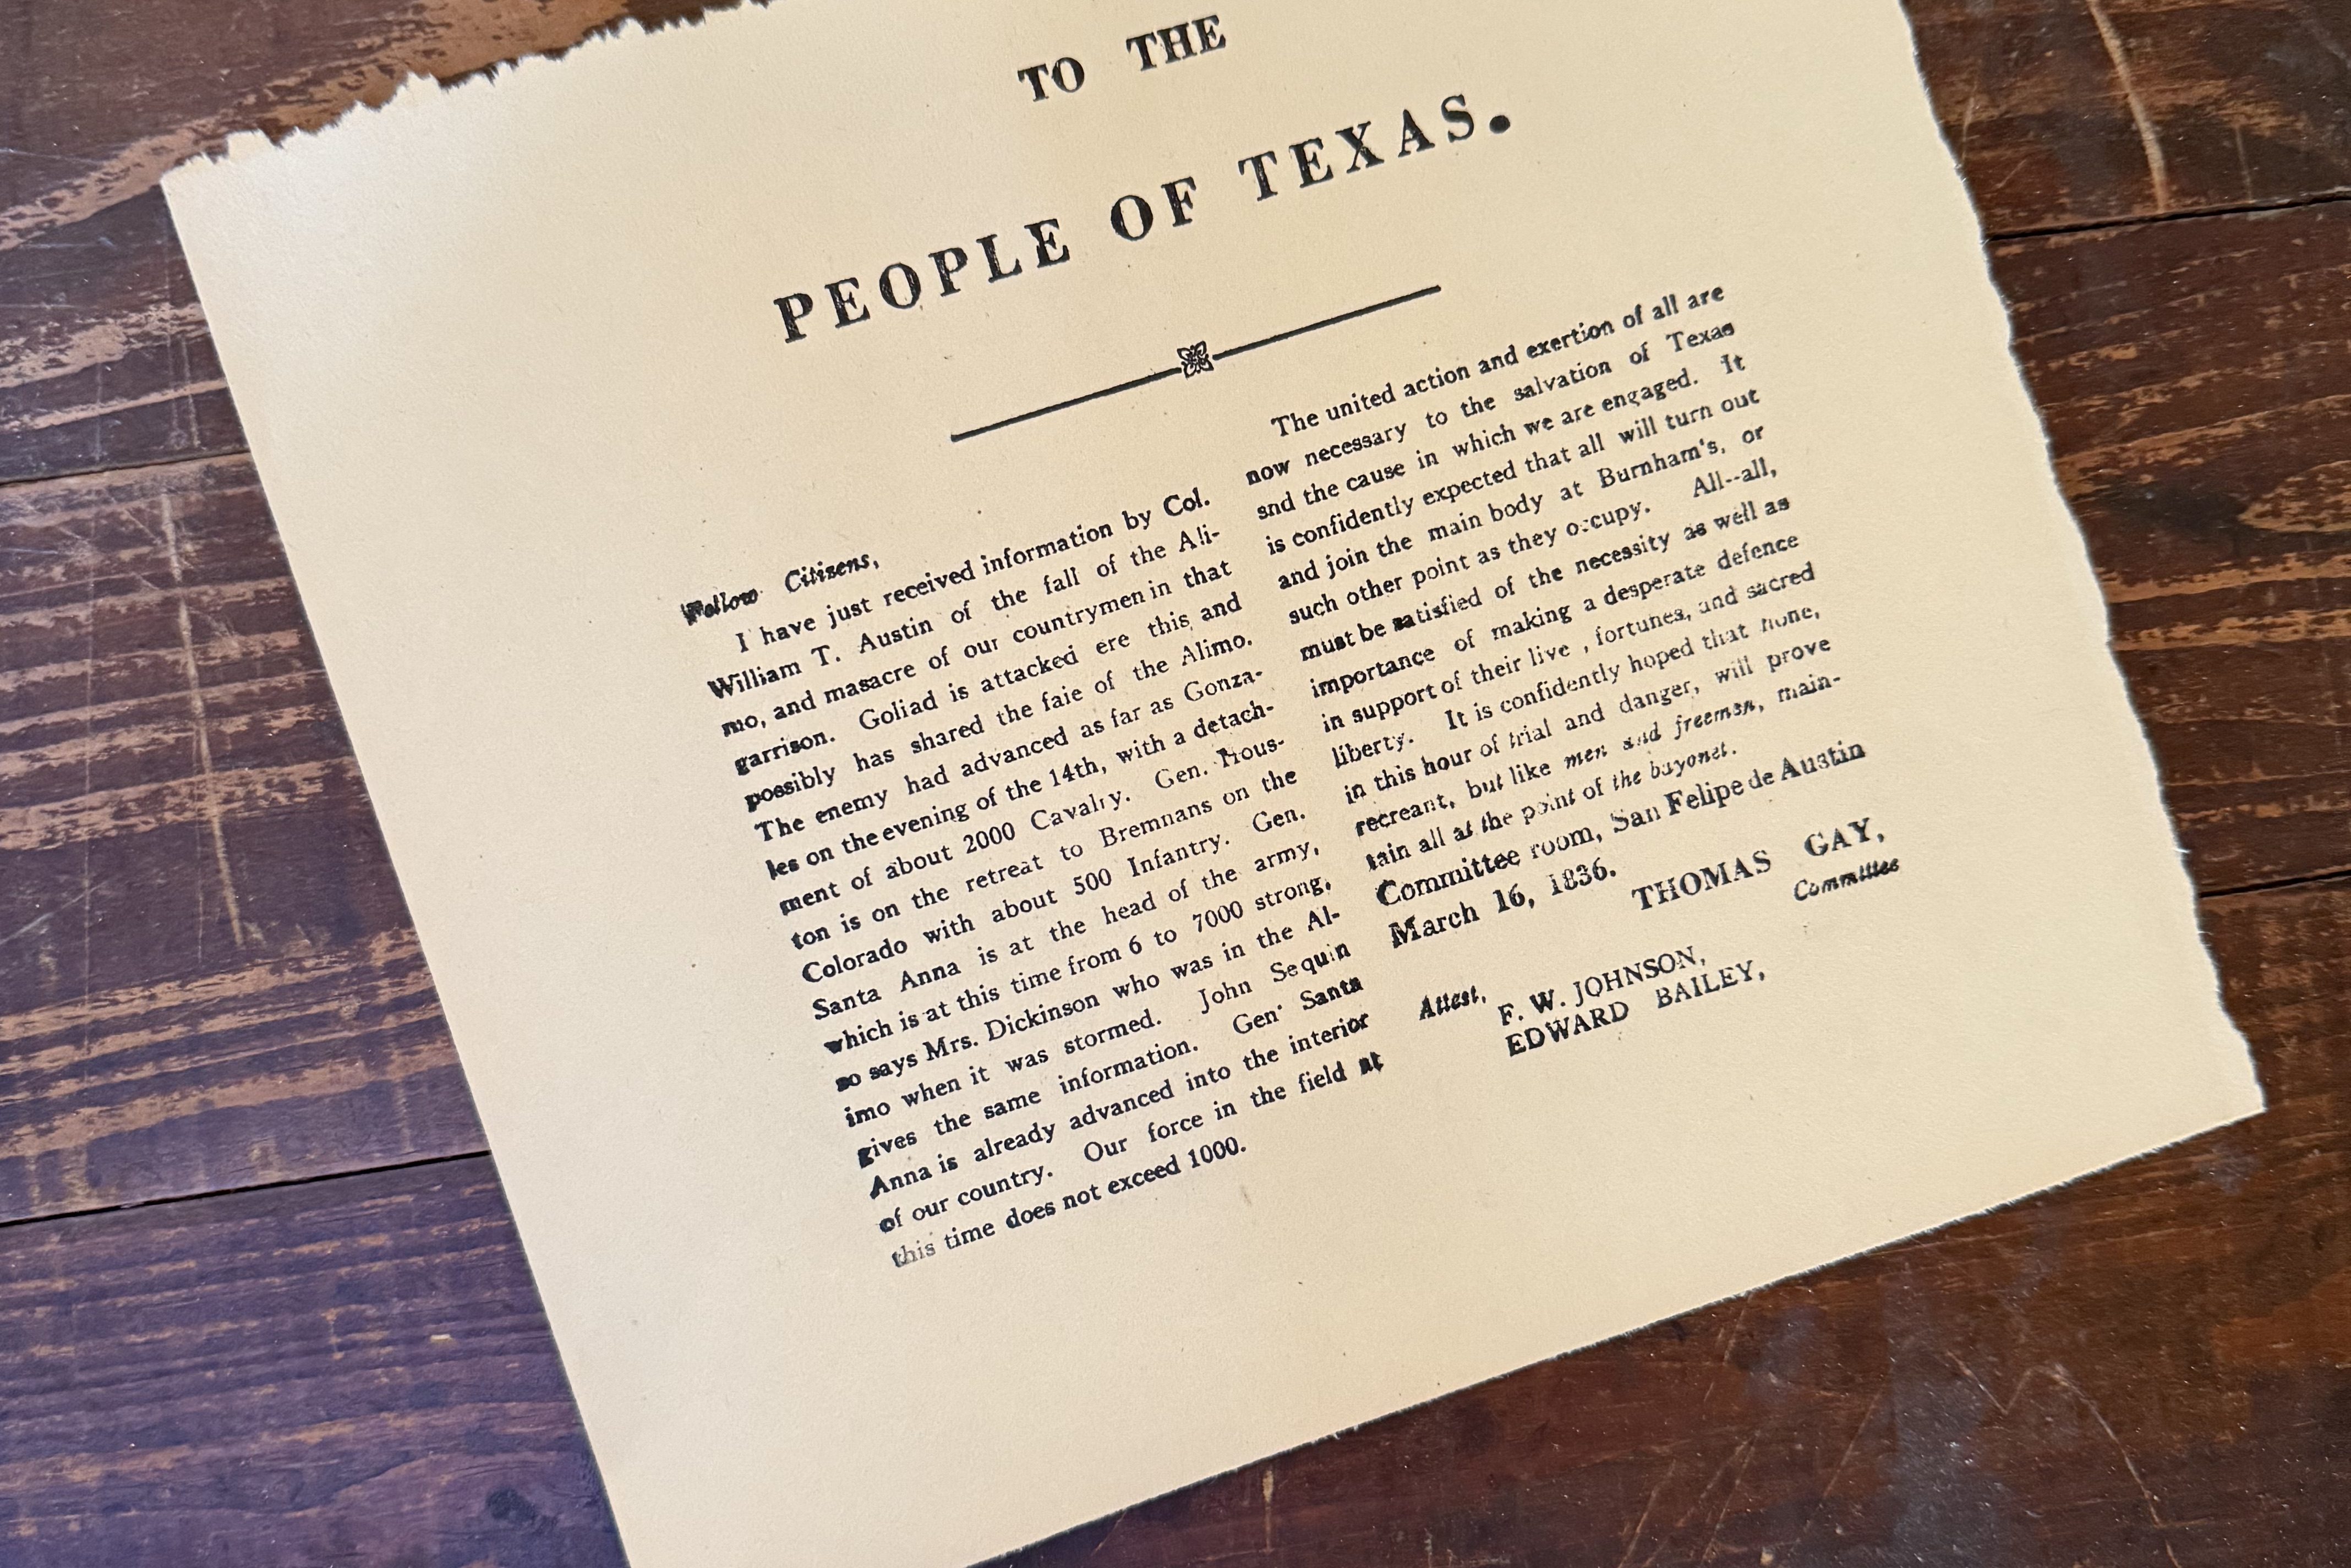 TO THE
PEOPLE OF TEXAS.
Fellow Citizens,
I have just received information by Col.
William T. Austin of the fall of the Ali-
mo, and masacre of our countrymen in that
garrison. Goliad is attacked ere this and
possibly has shared the faie of the Alimo.
The enemy had advanced as far as Gonza-
les on the evening of the 14th, with a detach-
ment of about 2000 Cavalry. Gen. Hous-
ton is on the retreat to Bremnans on the
Colorado with about 500 Infantry. Gen.
Santa Anna is at the head of the army,
which is at this time from 6 to 7000 strong,
so says Mrs. Dickinson who was in the Al-
imo when it was stormed. John Sequin
gives the same information. Gen' Santa
Anna is already advanced into the interior
of our country. Our force in the field at
this time does not exceed 1000.
The united action and exertion of all are
now necessary to the salvation of Texas
snd the cause in which we are engaged. It
is confidently expected that all will turn out
and join the main body at Burnham's, or
such other point as they occupy. All--all,
must be satisfied of the necessity as well as
importance of making a desperate defence
in support of their live , fortunes, and sacred
liberty. It is confidently hoped that none,
in this hour of trial and danger, will prove
recreant, but like men and freemen, main-
tain all at the point of the bayonet.
Committee room, San Felipe de Austin
March 16, 1836.
THOMAS GAY,
Committee
Attest,
F. W. JOHNSON,
EDWARD BAILEY,